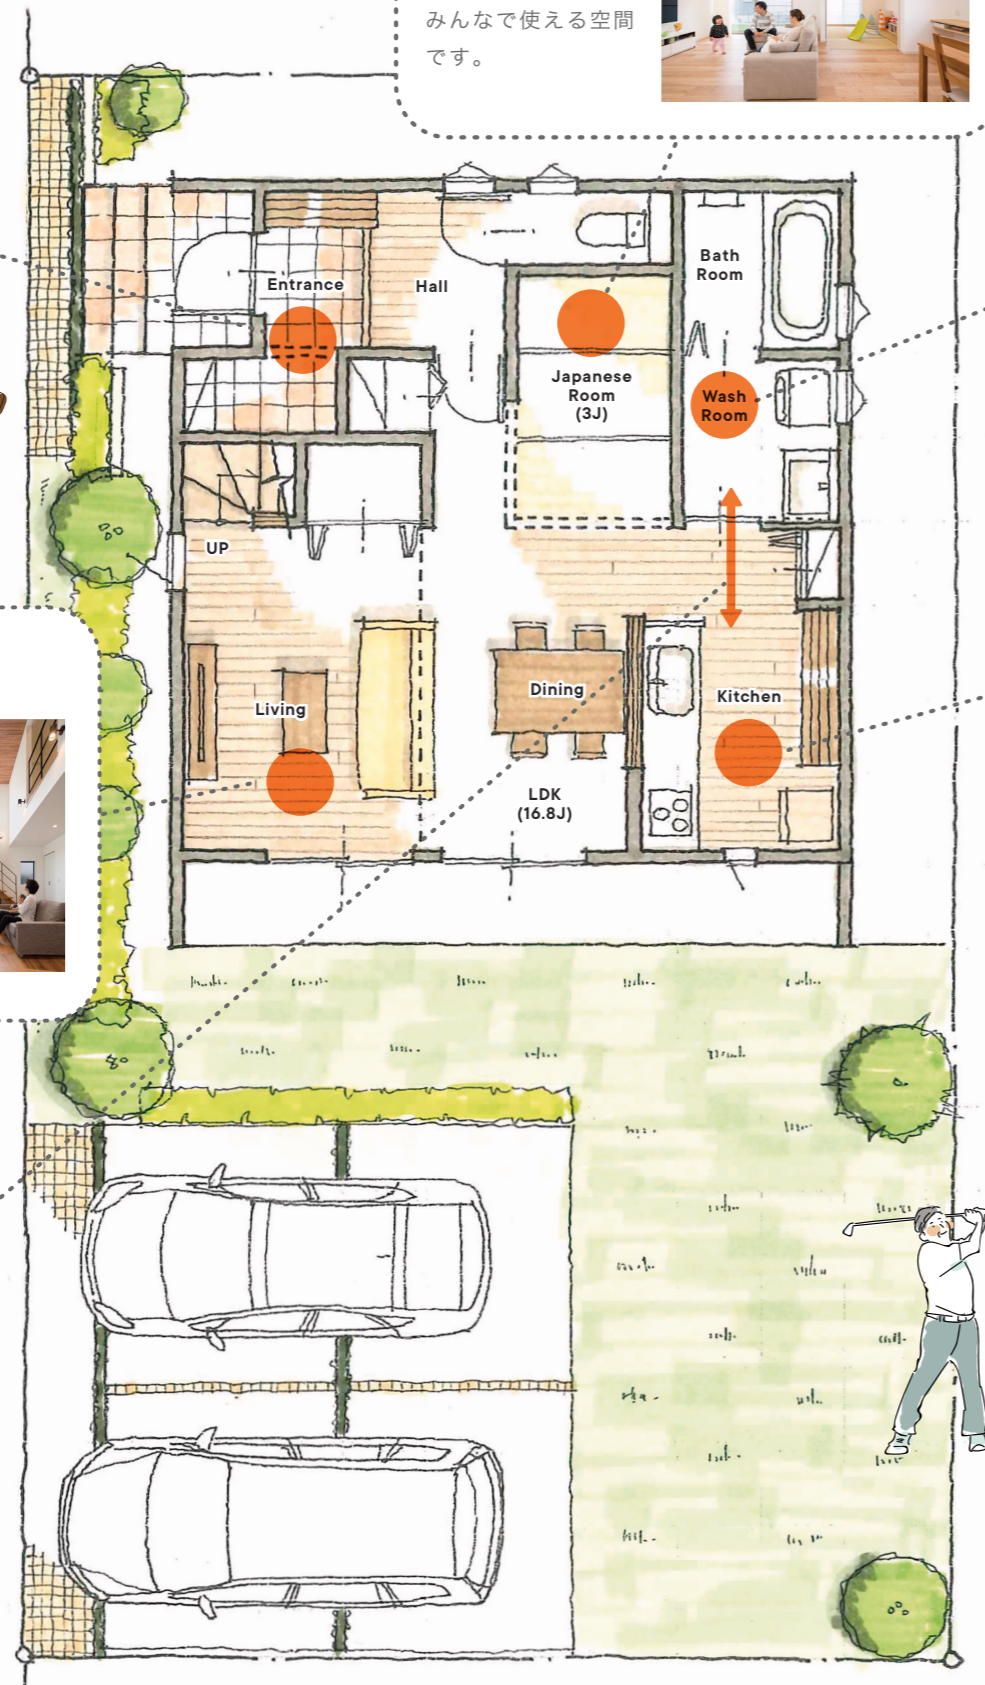 みんなで使える空間
です。
Bath
Room
Entrance
Hall
Japanese
Room
(3J)
Wash
Room
UP
Living
Dining
Kitchen
LDK
(16.8J)